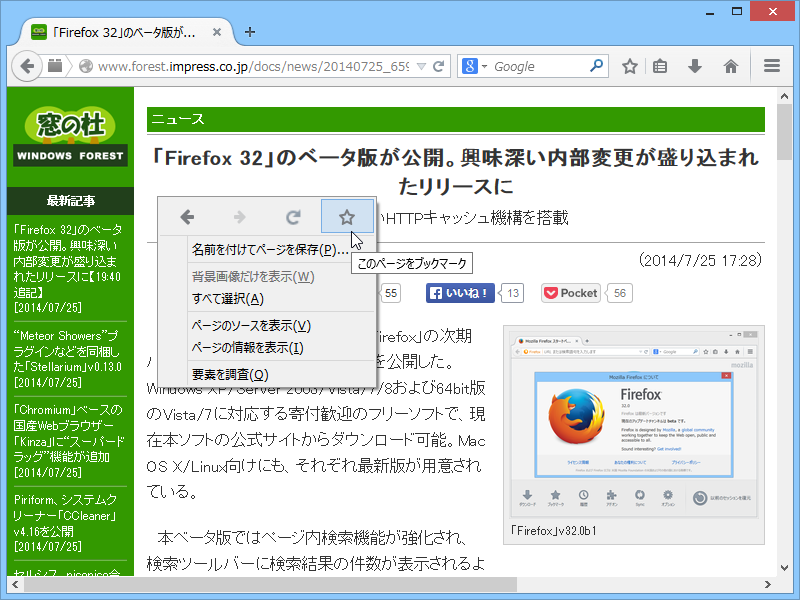 「Firefox 32」のベータ版が...
www.forest.impress.co.jp/docs/news/20140725_659
Google
窓の杜
WINDOWS FOREST
最新記事
「Firefox 32」のベータ
版が公開。興味深い
内部変更が盛り込ま
れたリリースに【19:40
追記】
[2014/07/25]
“Meteor Showers”プ
ラグインなどを同梱し
た「Stellarium」v0.13.0
[2014/07/25]
「Chromium」ベースの
国産Webブラウザー
「Kinza」に“スーパード
ラッグ”機能が追加
[2014/07/25]
Piriform、システムク
リーナー「CCleaner」
v4.16を公開
[2014/07/25]
ニュース
「Firefox 32」のベータ版が公開。興味深い内部変更が盛り込まれ
たリリースに
いHTTPキャッシュ機構を搭載
(2014/7/25 17:28)
名前を付けてページを保存(P)...
背景画像だけを表示(W)
すべて選択(A)
ページのソースを表示(V)
ページの情報を表示(I)
要素を調査(Q)
このページをブックマーク
55
いいね！
13
Pocket
56
irefox」の次期
を公開した。
Windows XP/Server 2003/Vista/7/8および64bit版
のVista/7に対応する寄付歓迎のフリーソフトで、現
在本ソフトの公式サイトからダウンロード可能。Mac
OS X/Linux向けにも、それぞれ最新版が用意され
ている。
本ベータ版ではページ内検索機能が強化され、
検索ツールバーに検索結果の件数が表示されるよ
mozilla
Mozilla Firefox について
Firefox
32.0
「Firefox」v32.0b1